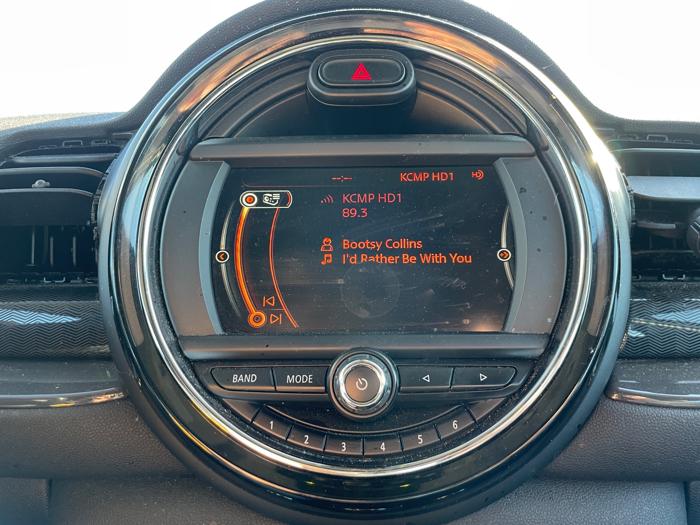 --:-- KCMP HD1
KCMP HD1
89.3
Bootsy Collins
I'd Rather Be With You
BAND MODE
1 2 3 4 5 6